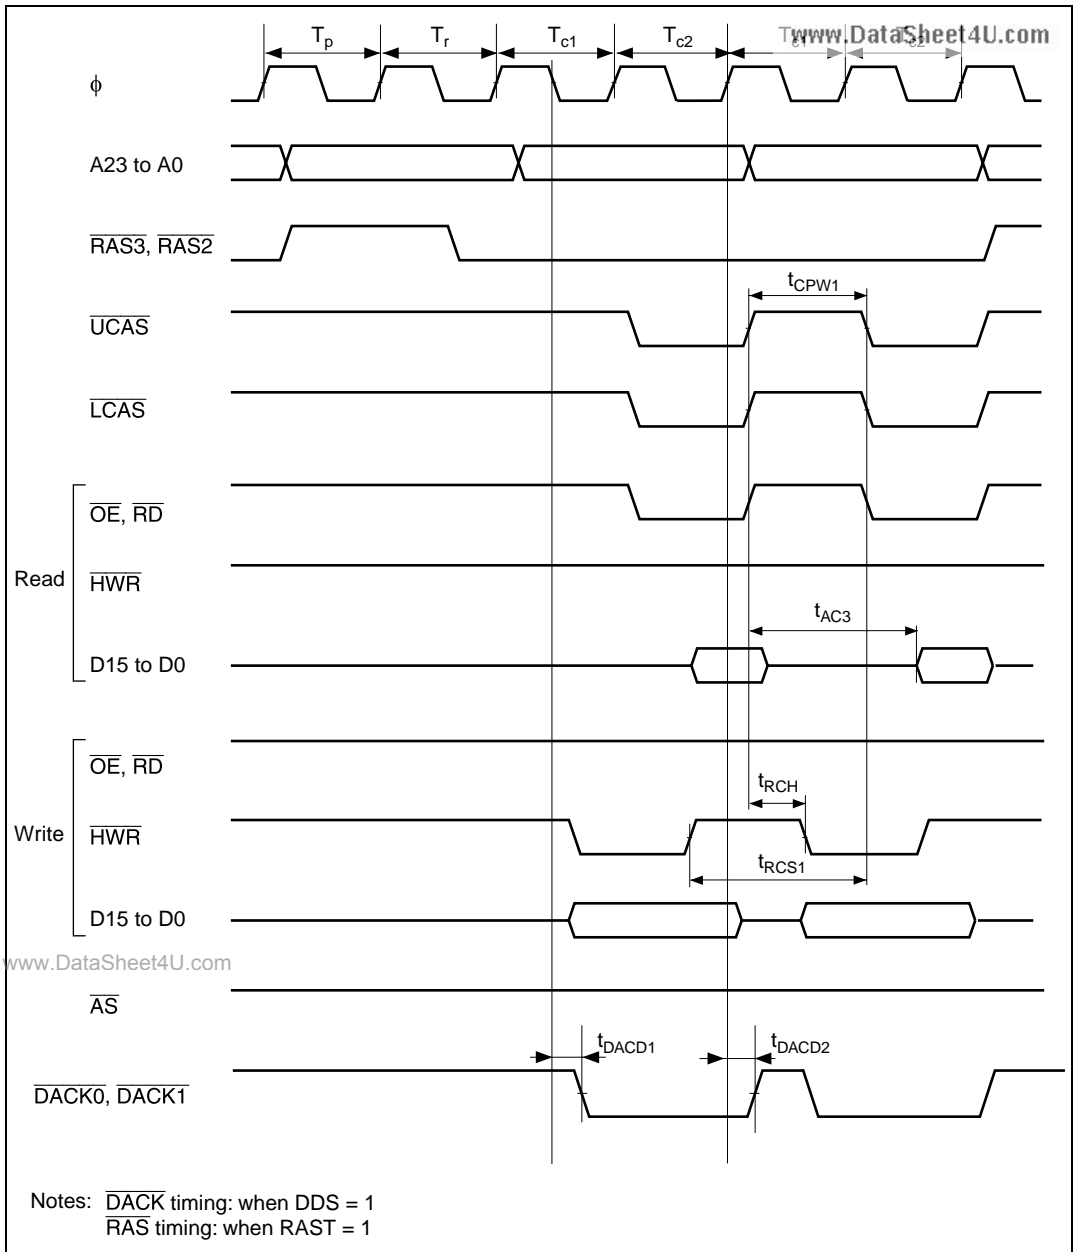 Tp Tr Tc1 Tc2 Tc1 Tc2
www.DataSheet4U.com
φ
A23 to A0
RAS3, RAS2
tCPW1
UCAS
LCAS
OE, RD
Read
HWR
tAC3
D15 to D0
OE, RD
tRCH
Write
HWR
tRCS1
D15 to D0
www.DataSheet4U.com
AS
tDACD1 tDACD2
DACK0, DACK1
Notes: DACK timing: when DDS = 1
RAS timing: when RAST = 1